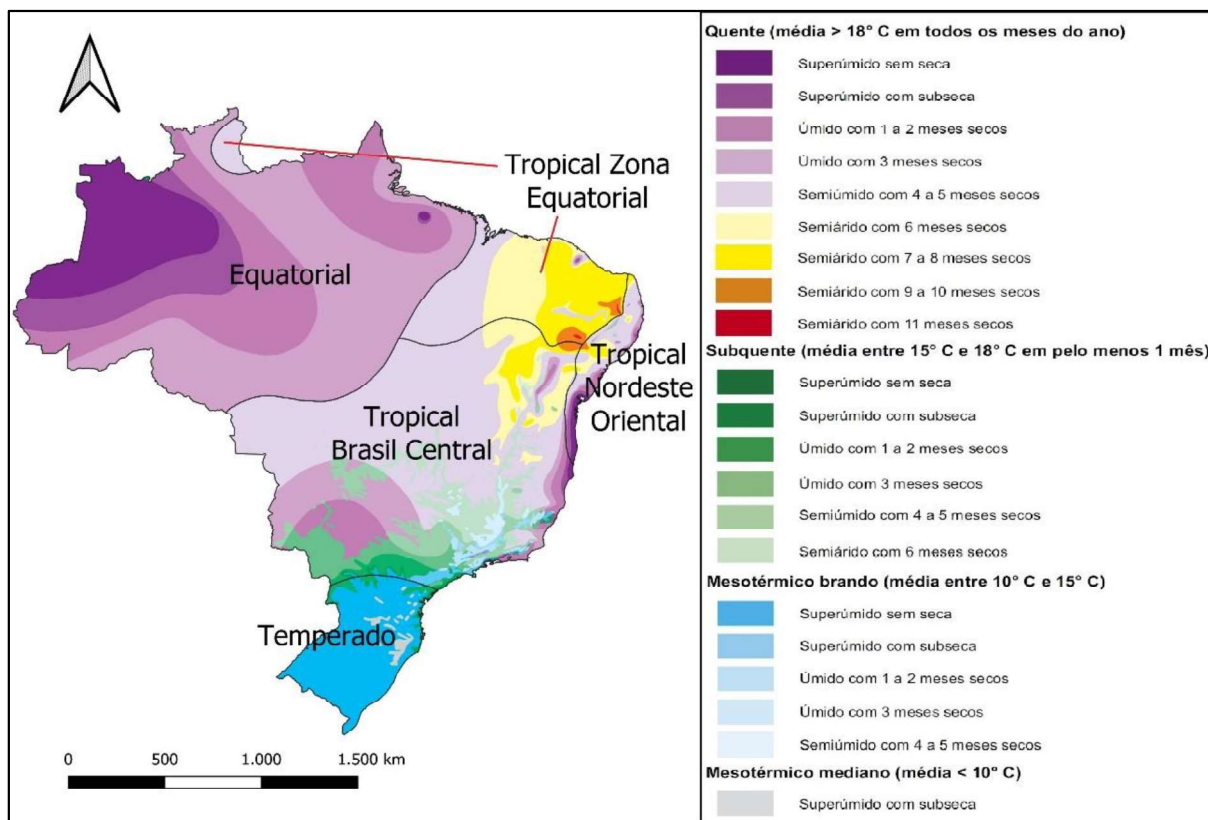 Tropical Zona
Equatorial
Equatorial
Tropical
Nordeste
Oriental
Tropical
Brasil Central
Temperado
0 500 1.000 1.500 km
Quente (média > 18° C em todos os meses do ano)
Superúmido sem seca
Superúmido com subseca
Úmido com 1 a 2 meses secos
Úmido com 3 meses secos
Semiúmido com 4 a 5 meses secos
Semiárido com 6 meses secos
Semiárido com 7 a 8 meses secos
Semiárido com 9 a 10 meses secos
Semiárido com 11 meses secos
Subquente (média entre 15° C e 18° C em pelo menos 1 mês)
Superúmido sem seca
Superúmido com subseca
Úmido com 1 a 2 meses secos
Úmido com 3 meses secos
Semiúmido com 4 a 5 meses secos
Semiárido com 6 meses secos
Mesotérmico brando (média entre 10° C e 15° C)
Superúmido sem seca
Superúmido com subseca
Úmido com 1 a 2 meses secos
Úmido com 3 meses secos
Semiúmido com 4 a 5 meses secos
Mesotérmico mediano (média < 10° C)
Superúmido com subseca